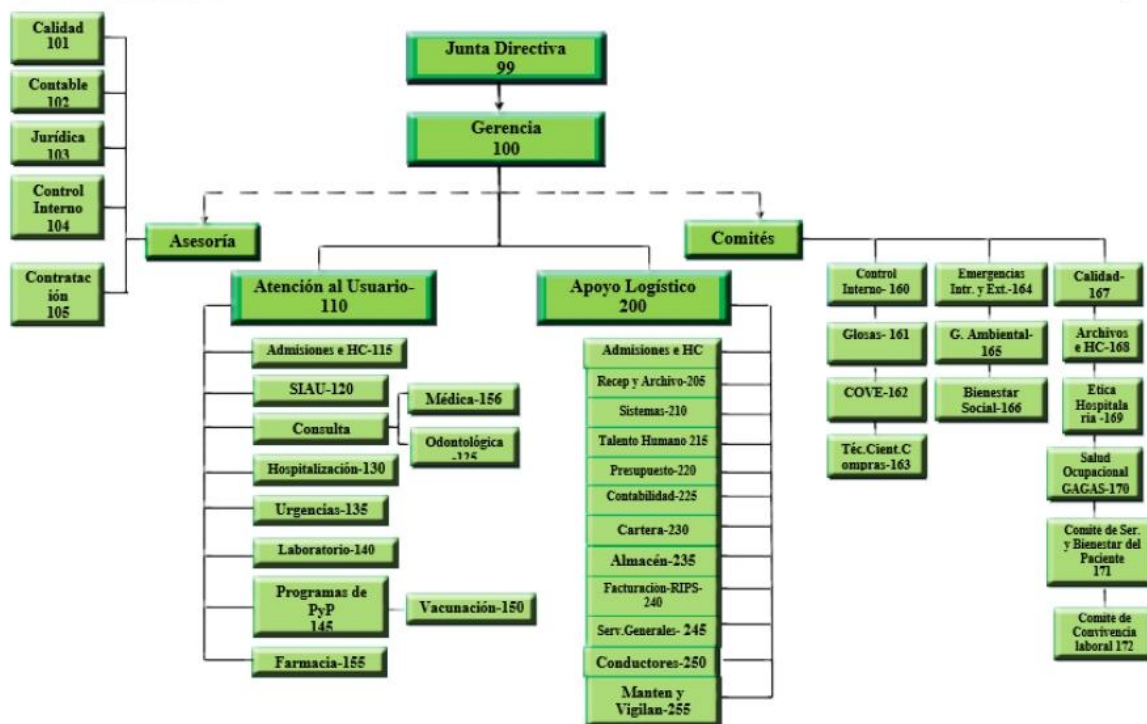 Calidad
101
Contable
102
Jurídica
103
Control
Interno
104
Contratac
ión
105
Junta Directiva
99
Gerencia
100
Asesoría
Comités
Atención al Usuario-
110
Admisiones e HC-115
SIAU-120
Consulta
Médica-156
Odontológica
-125
Hospitalización-130
Urgencias-135
Laboratorio-140
Programas de
PyP
145
Vacunación-150
Farmacia-155
Apoyo Logístico
200
Admisiones e HC
Recep y Archivo-205
Sistemas-210
Talento Humano 215
Presupuesto-220
Contabilidad-225
Cartera-230
Almacén-235
Facturación-RIPS-
240
Serv.Generales- 245
Conductores-250
Manten y
Vigilan-255
Control
Interno- 160
Glosas- 161
COVE-162
Téc.Cient.C
ompras-163
Emergencias
Intr. y Ext.-164
G. Ambiental-
165
Bienestar
Social-166
Calidad-
167
Archivos
e HC-168
Etica
Hospitala
ria -169
Salud
Ocupacional
GAGAS-170
Comité de Ser.
y Bienestar del
Paciente
171
Comité de
Convivencia
laboral 172